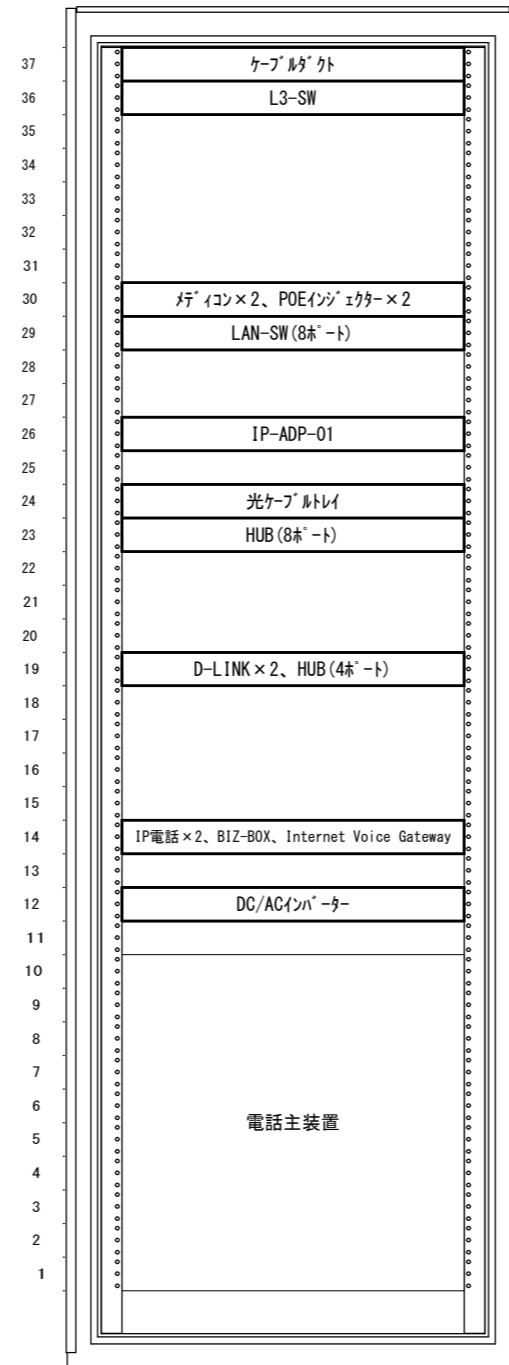 37 ｹｰﾌﾞﾙﾀﾞｸﾄ
36 L3-SW
35
34
33
32
31
30 ﾒﾃﾞｨｺﾝ×2、POEｲﾝｼﾞｪｸﾀｰ×2
29 LAN-SW(8ﾎﾟｰﾄ)
28
27
26 IP-ADP-01
25
24 光ｹｰﾌﾞﾙﾄﾚｲ
23 HUB(8ﾎﾟｰﾄ)
22
21
20
19 D-LINK×2、HUB(4ﾎﾟｰﾄ)
18
17
16
15
14 IP電話×2、BIZ-BOX、Internet Voice Gateway
13
12 DC/ACｲﾝﾊﾞｰﾀｰ
11
10
9
8
7
6
電話主装置
5
4
3
2
1